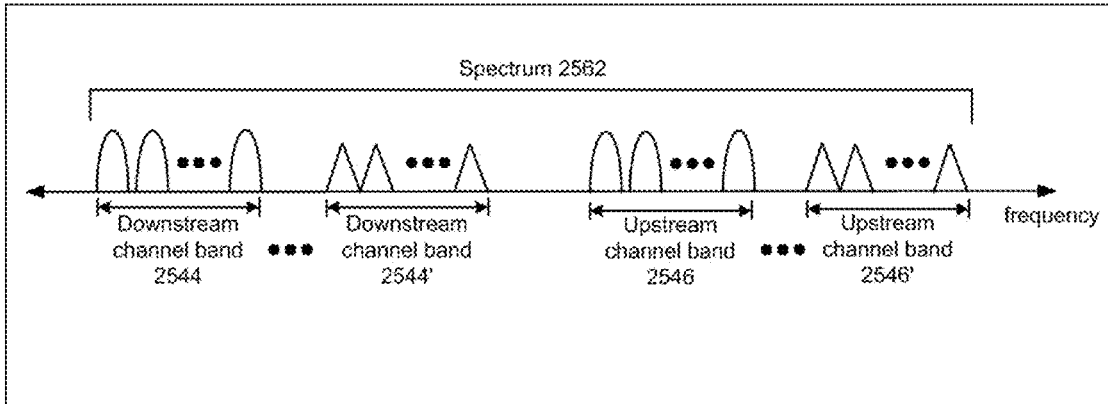 Spectrum 2562
frequency
Downstream
channel band
2544
Downstream
channel band
2544'
Upstream
channel band
2546
Upstream
channel band
2546'